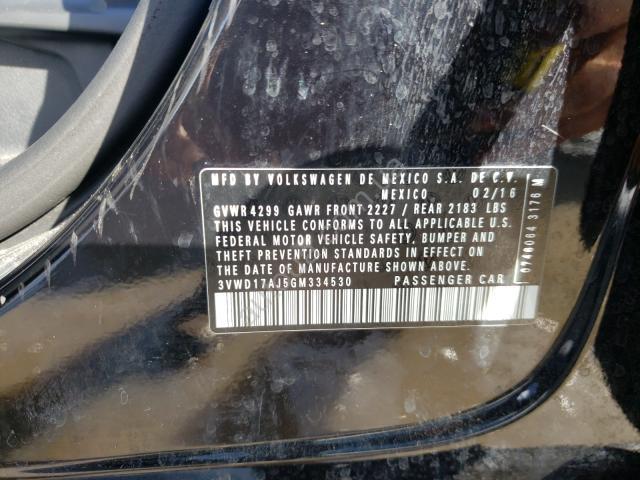 MFD BY VOLKSWAGEN DE MEXICO S.A. DE C.V.
MEXICO 02/16
GVWR4299 GAWR FRONT 2227 / REAR 2183 LBS
THIS VEHICLE CONFORMS TO ALL APPLICABLE U.S.
FEDERAL MOTOR VEHICLE SAFETY, BUMPER AND
THEFT PREVENTION STANDARDS IN EFFECT ON
THE DATE OF MANUFACTURE SHOWN ABOVE.
3VWD17AJ5GM334530 PASSENGER CAR
3176 M